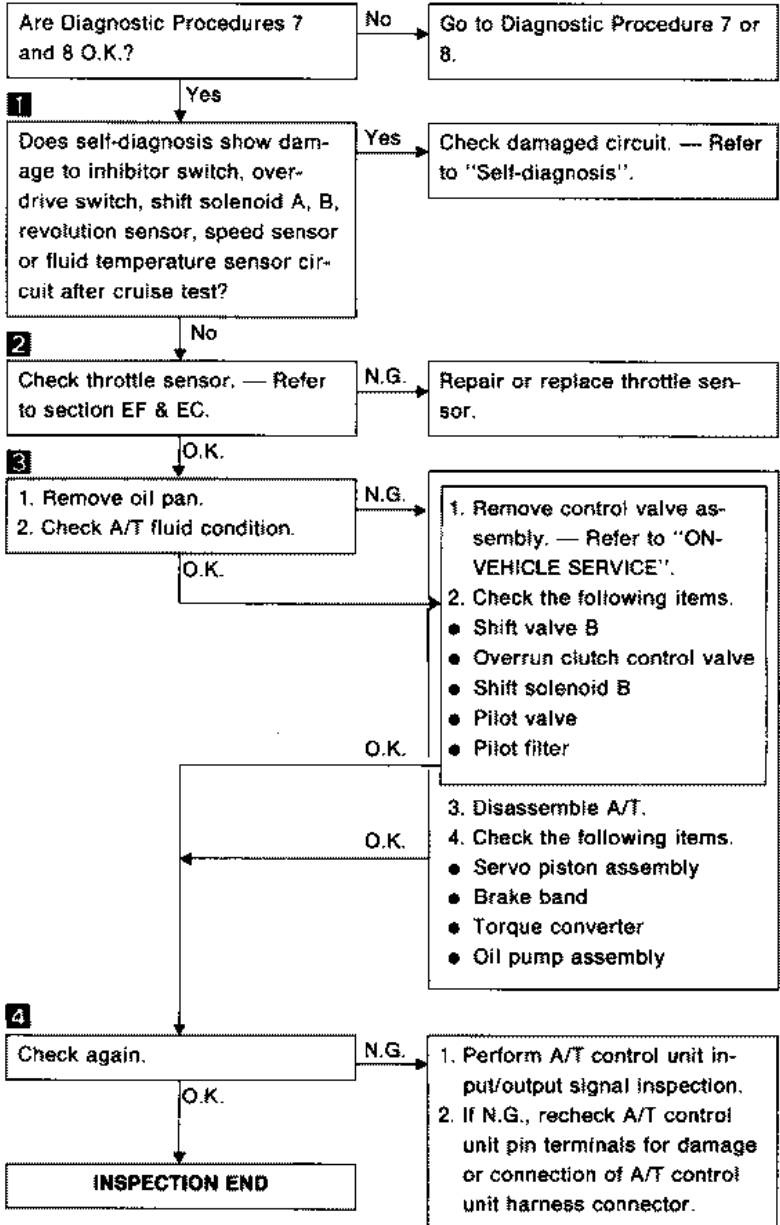 Are Diagnostic Procedures 7
and 8 O.K.?
No
Go to Diagnostic Procedure 7 or
8.
Yes
1
Does self-diagnosis show dam-
age to inhibitor switch, over-
drive switch, shift solenoid A, B,
revolution sensor, speed sensor
or fluid temperature sensor cir-
cuit after cruise test?
Yes
Check damaged circuit. — Refer
to "Self-diagnosis".
No
2
Check throttle sensor. — Refer
to section EF & EC.
N.G.
Repair or replace throttle sen-
sor.
O.K.
3
1. Remove oil pan.
2. Check A/T fluid condition.
N.G.
O.K.
1. Remove control valve as-
sembly. — Refer to "ON-
VEHICLE SERVICE".
2. Check the following items.
● Shift valve B
● Overrun clutch control valve
● Shift solenoid B
● Pilot valve
● Pilot filter
O.K.
3. Disassemble A/T.
4. Check the following items.
● Servo piston assembly
● Brake band
● Torque converter
● Oil pump assembly
O.K.
4
Check again.
N.G.
1. Perform A/T control unit in-
put/output signal inspection.
2. If N.G., recheck A/T control
unit pin terminals for damage
or connection of A/T control
unit harness connector.
O.K.
INSPECTION END